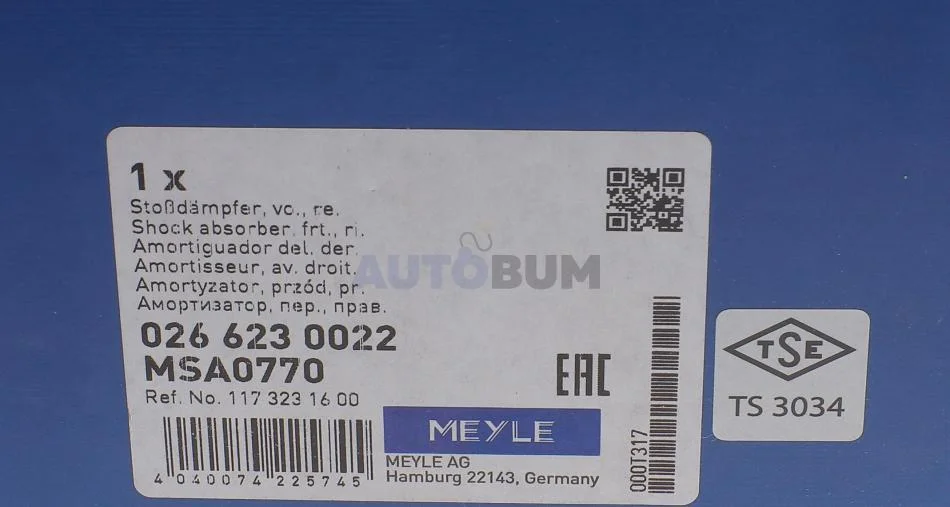 1 x
Stoßdämpfer, vo., re.
Shock absorber. frt., ri.
Amortiguador del. der.
Amortisseur, av. droit.
Amortyzator, przód, pr.
Амортизатор, пер., прав.
AUTOBUM
026 623 0022
MSA0770
Ref. No. 117 323 16 00
EAC
MEYLE
MEYLE AG
Hamburg 22143, Germany
4 040074 225745
000T317
TSE
TS 3034